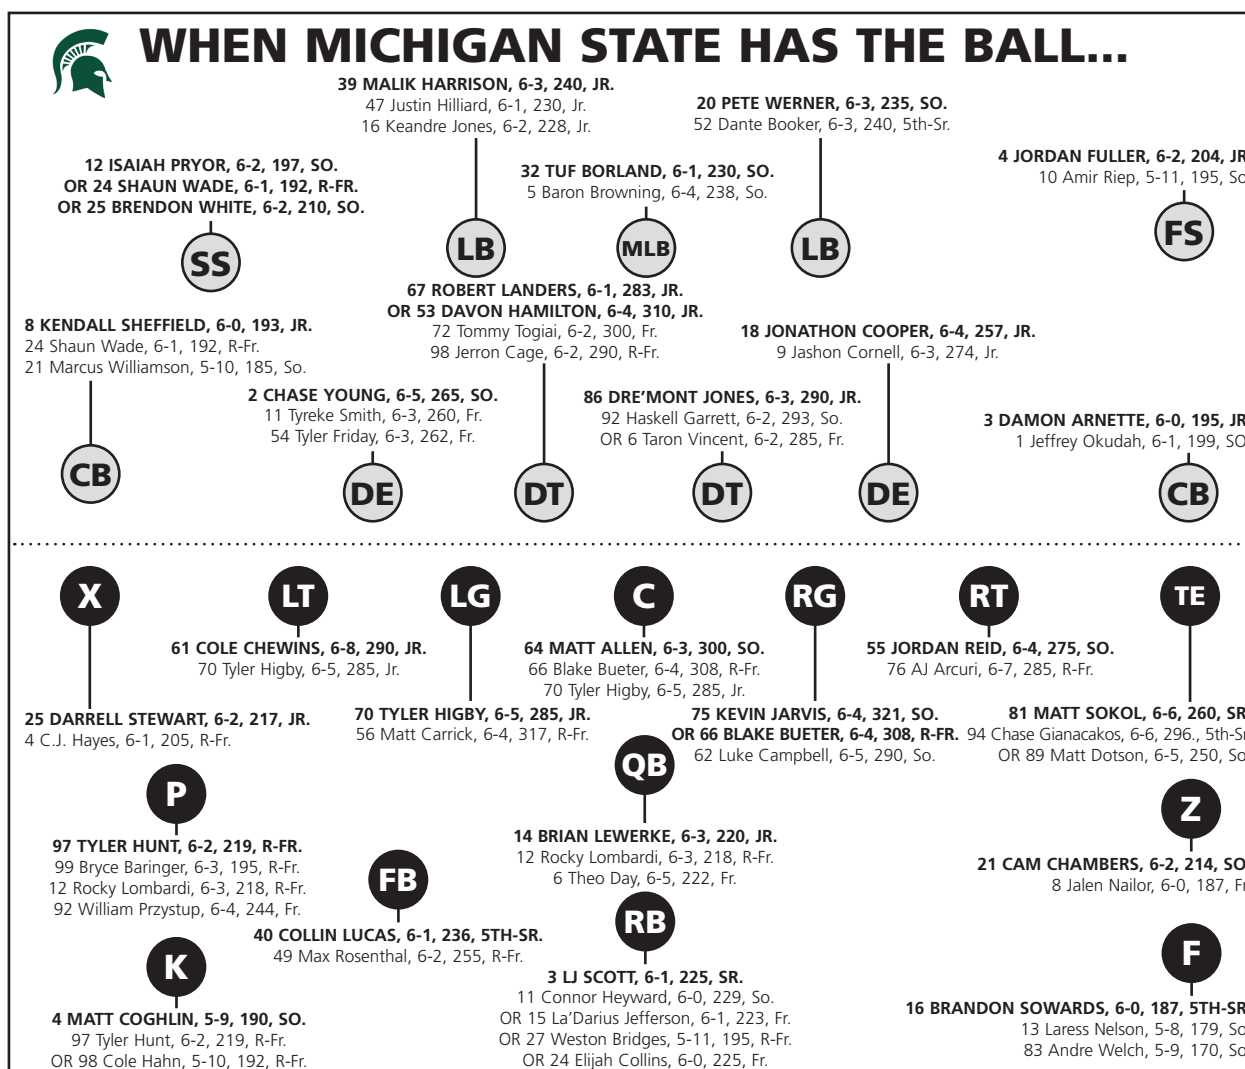 WHEN MICHIGAN STATE HAS THE BALL...
39 MALIK HARRISON, 6-3, 240, JR.
47 Justin Hilliard, 6-1, 230, Jr.
16 Keandre Jones, 6-2, 228, Jr.
20 PETE WERNER, 6-3, 235, SO.
52 Dante Booker, 6-3, 240, 5th-Sr.
12 ISAIAH PRYOR, 6-2, 197, SO.
OR 24 SHAUN WADE, 6-1, 192, R-FR.
OR 25 BRENDON WHITE, 6-2, 210, SO.
32 TUF BORLAND, 6-1, 230, SO.
5 Baron Browning, 6-4, 238, So.
4 JORDAN FULLER, 6-2, 204, JR
10 Amir Riep, 5-11, 195, So
SS
LB
MLB
LB
FS
67 ROBERT LANDERS, 6-1, 283, JR.
OR 53 DAVON HAMILTON, 6-4, 310, JR.
72 Tommy Togiai, 6-2, 300, Fr.
98 Jerron Cage, 6-2, 290, R-Fr.
8 KENDALL SHEFFIELD, 6-0, 193, JR.
24 Shaun Wade, 6-1, 192, R-Fr.
21 Marcus Williamson, 5-10, 185, So.
18 JONATHON COOPER, 6-4, 257, JR.
9 Jashon Cornell, 6-3, 274, Jr.
2 CHASE YOUNG, 6-5, 265, SO.
11 Tyreke Smith, 6-3, 260, Fr.
54 Tyler Friday, 6-3, 262, Fr.
86 DRE'MONT JONES, 6-3, 290, JR.
92 Haskell Garrett, 6-2, 293, So.
OR 6 Taron Vincent, 6-2, 285, Fr.
3 DAMON ARNETTE, 6-0, 195, JR
1 Jeffrey Okudah, 6-1, 199, SO
CB
DE
DT
DT
DE
CB
X
LT
LG
C
RG
RT
TE
61 COLE CHEWINS, 6-8, 290, JR.
70 Tyler Higby, 6-5, 285, Jr.
64 MATT ALLEN, 6-3, 300, SO.
66 Blake Bueter, 6-4, 308, R-Fr.
70 Tyler Higby, 6-5, 285, Jr.
55 JORDAN REID, 6-4, 275, SO.
76 AJ Arcuri, 6-7, 285, R-Fr.
25 DARRELL STEWART, 6-2, 217, JR.
4 C.J. Hayes, 6-1, 205, R-Fr.
70 TYLER HIGBY, 6-5, 285, JR.
56 Matt Carrick, 6-4, 317, R-Fr.
75 KEVIN JARVIS, 6-4, 321, SO.
OR 66 BLAKE BUETER, 6-4, 308, R-FR.
62 Luke Campbell, 6-5, 290, So.
81 MATT SOKOL, 6-6, 260, SR
94 Chase Gianacakos, 6-6, 296., 5th-Sr
OR 89 Matt Dotson, 6-5, 250, So
P
97 TYLER HUNT, 6-2, 219, R-FR.
99 Bryce Baringer, 6-3, 195, R-Fr.
12 Rocky Lombardi, 6-3, 218, R-Fr.
92 William Przystup, 6-4, 244, Fr.
QB
14 BRIAN LEWERKE, 6-3, 220, JR.
12 Rocky Lombardi, 6-3, 218, R-Fr.
6 Theo Day, 6-5, 222, Fr.
Z
21 CAM CHAMBERS, 6-2, 214, SO
8 Jalen Nailor, 6-0, 187, Fr
FB
40 COLLIN LUCAS, 6-1, 236, 5TH-SR.
49 Max Rosenthal, 6-2, 255, R-Fr.
K
4 MATT COGHLIN, 5-9, 190, SO.
97 Tyler Hunt, 6-2, 219, R-Fr.
OR 98 Cole Hahn, 5-10, 192, R-Fr.
RB
3 LJ SCOTT, 6-1, 225, SR.
11 Connor Heyward, 6-0, 229, So.
OR 15 La'Darius Jefferson, 6-1, 223, Fr.
OR 27 Weston Bridges, 5-11, 195, R-Fr.
OR 24 Elijah Collins, 6-0, 225, Fr.
F
16 BRANDON SOWARDS, 6-0, 187, 5TH-SR
13 Laress Nelson, 5-8, 179, So
83 Andre Welch, 5-9, 170, So